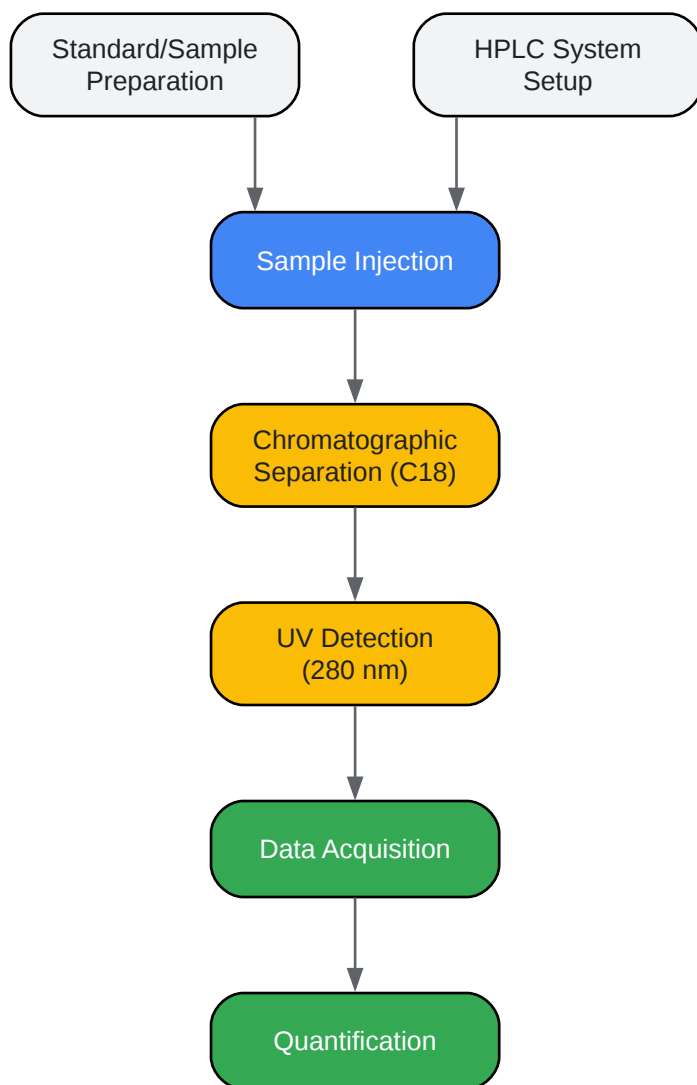 Standard/Sample
Preparation
HPLC System
Setup
Sample Injection
Chromatographic
Separation (C18)
UV Detection
(280 nm)
Data Acquisition
Quantification